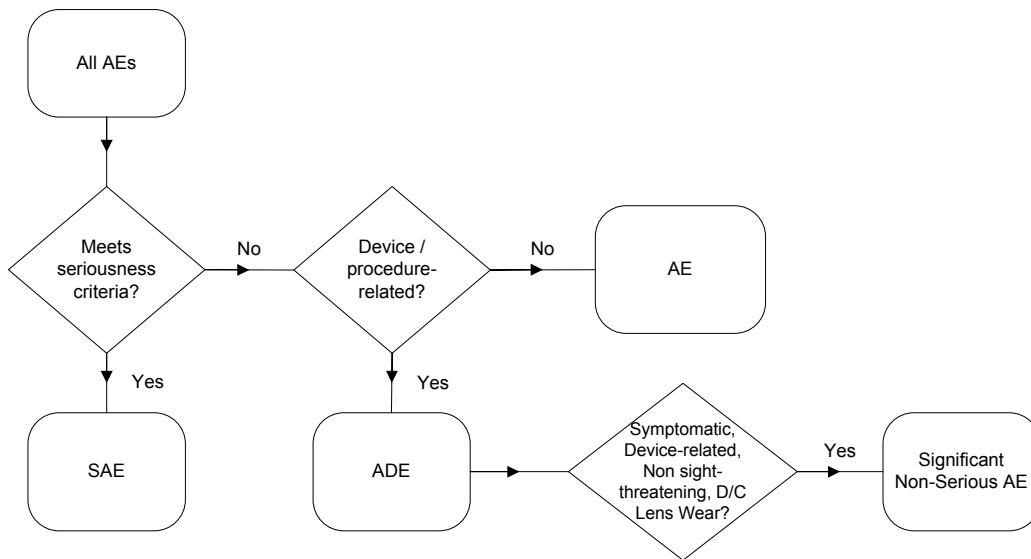 All AEs
Meets
seriousness
criteria?
No
Device /
procedure-
related?
No
AE
Yes
Yes
SAE
ADE
Symptomatic,
Device-related,
Non sight-
threatening, D/C
Lens Wear?
Yes
Significant
Non-Serious AE